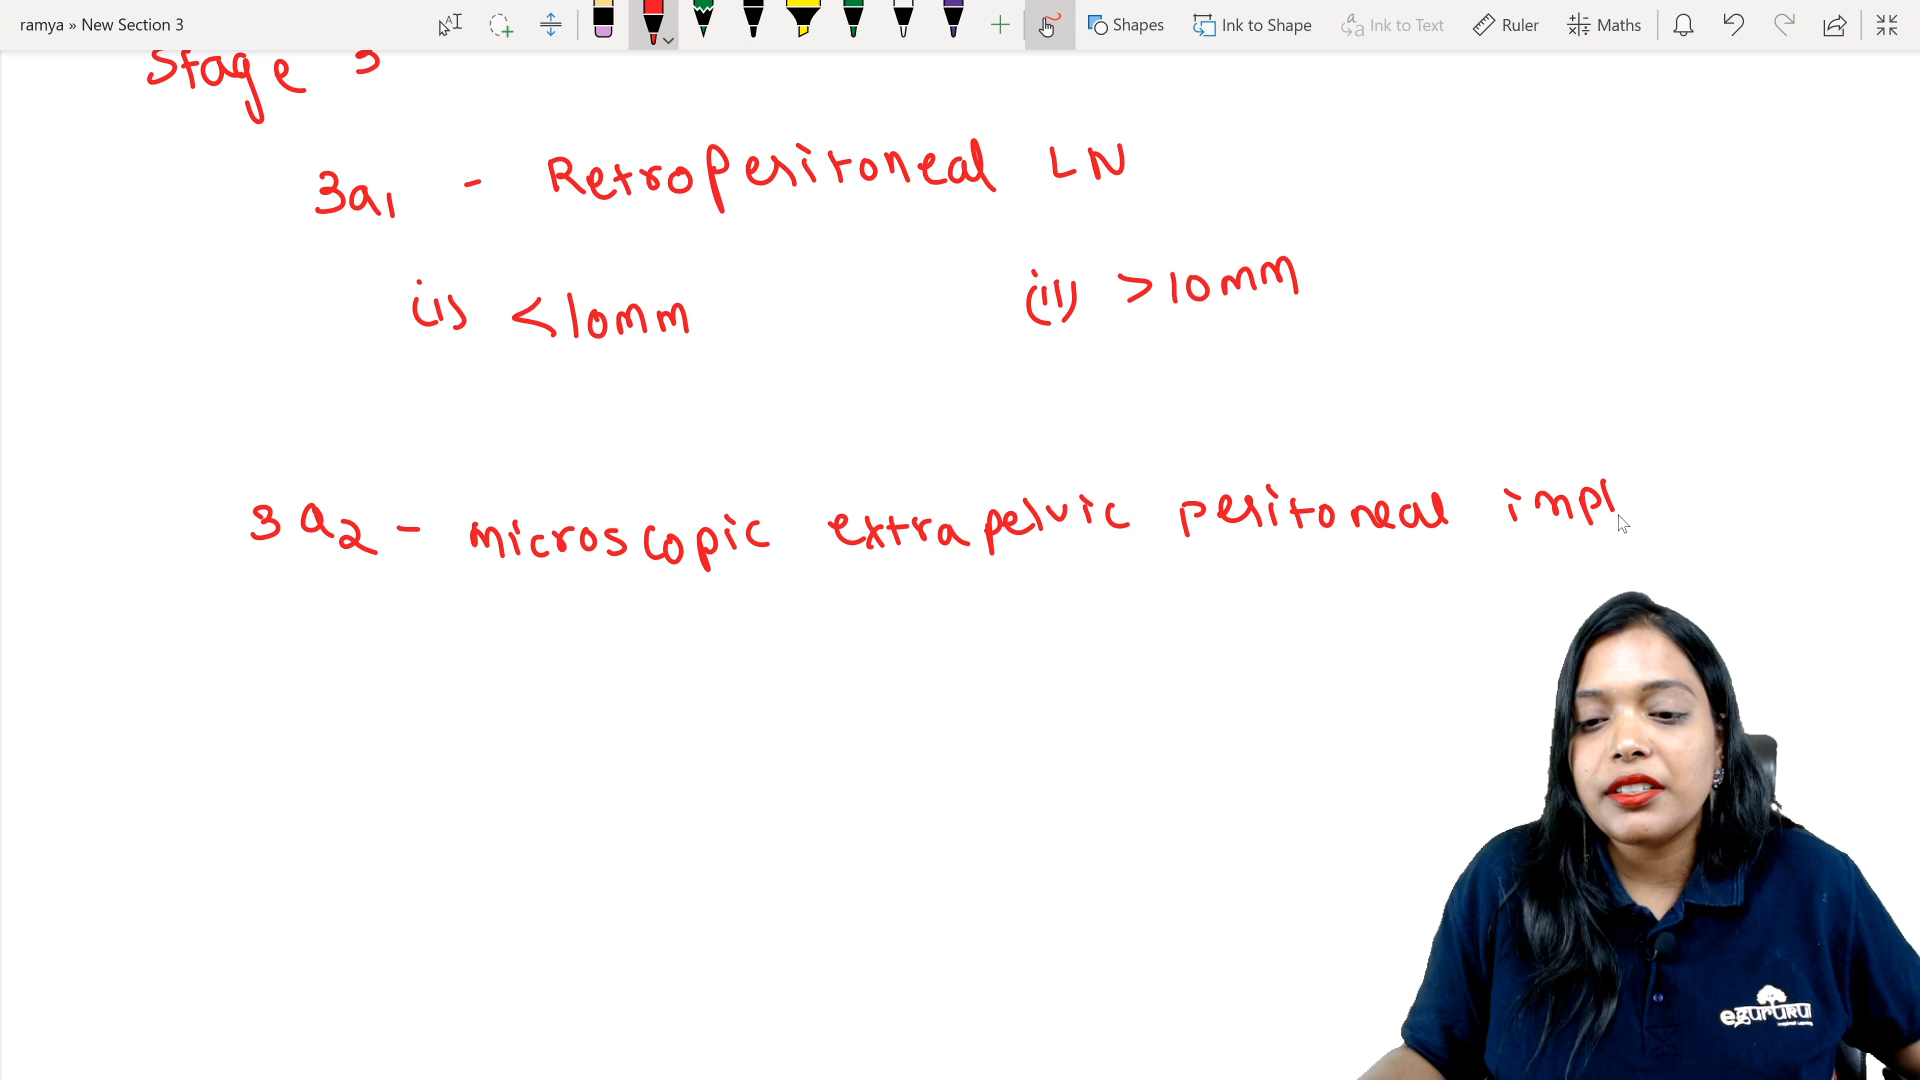 ramya » New Section 3
Shapes Ink to Shape Ink to Text Ruler Maths
Stage 3
3a1 - Retroperitoneal LN
(i) <10mm (ii) >10mm
3a2 - microscopic extrapelvic peritoneal impl
eGURUKUL